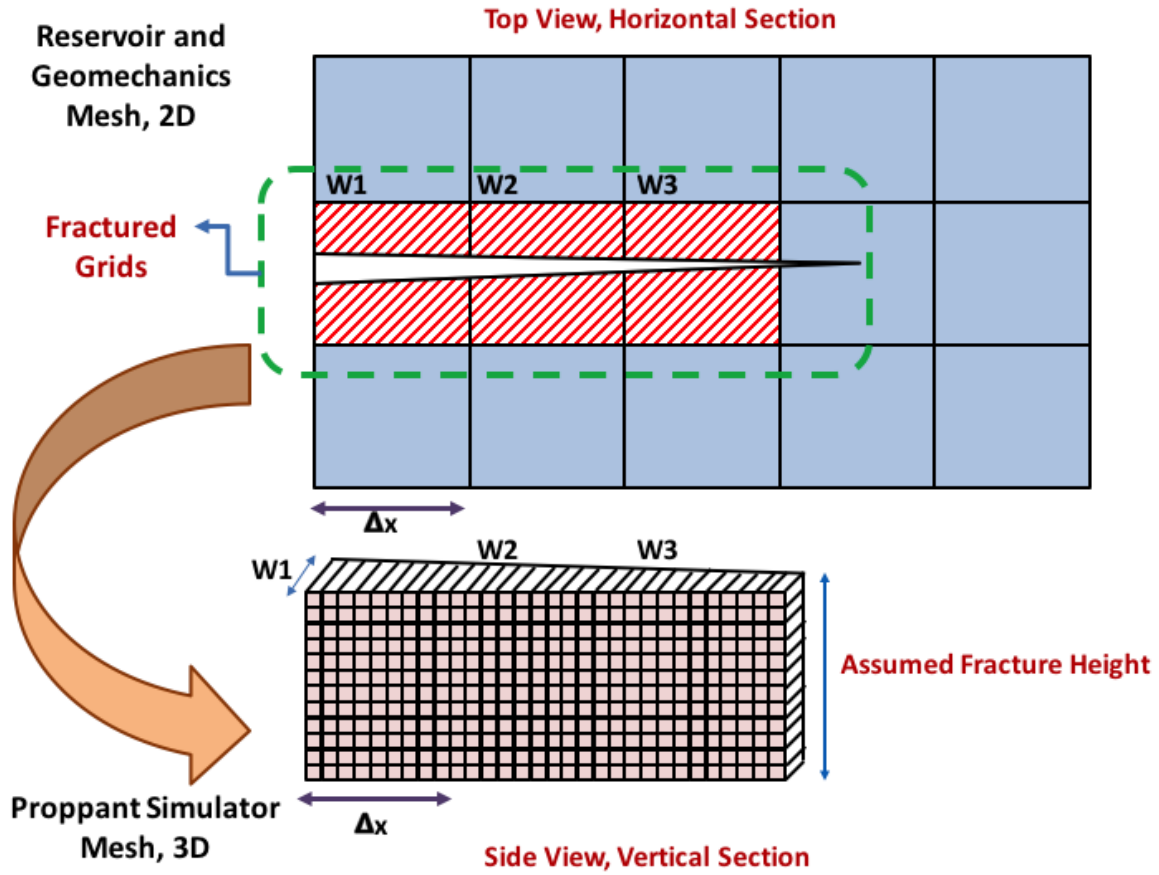 Top View, Horizontal Section
Reservoir and
Geomechanics
Mesh, 2D
W1
W2
W3
Fractured
Grids
Δx
W1
W2
W3
Assumed Fracture Height
Proppant Simulator
Mesh, 3D
Δx
Side View, Vertical Section